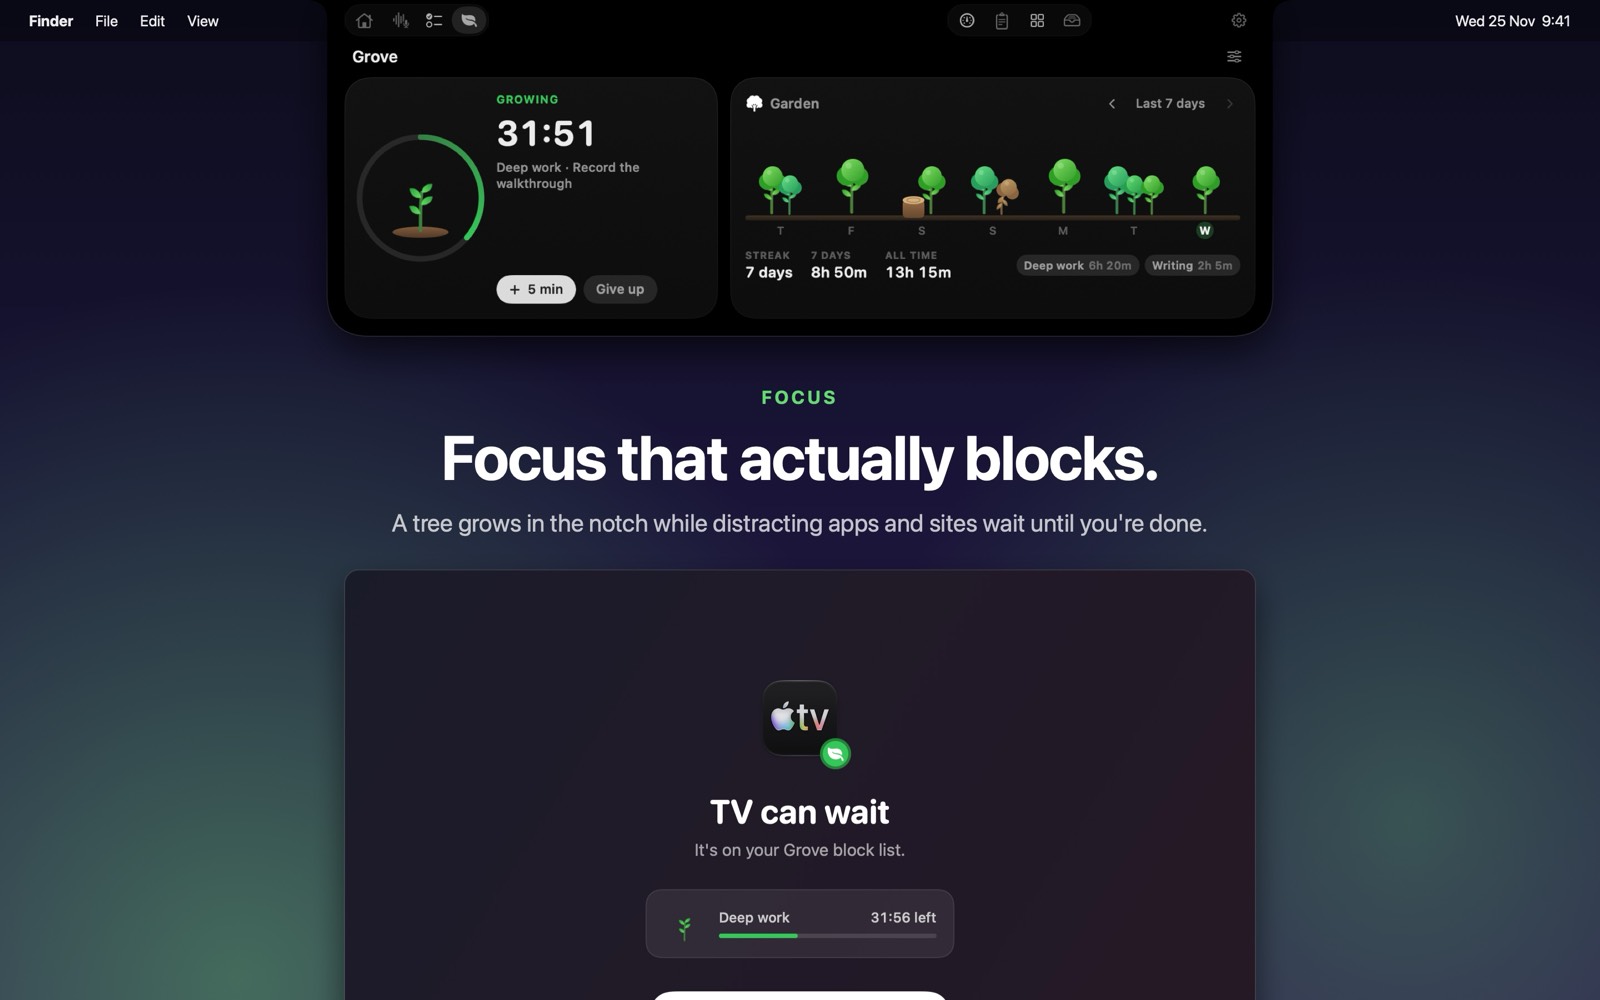 Finder File Edit View
Wed 25 Nov 9:41
Grove
GROWING
31:51
Deep work · Record the
walkthrough
+ 5 min Give up
Garden
Last 7 days
T F S S M T W
STREAK 7 DAYS ALL TIME
7 days 8h 50m 13h 15m
Deep work 6h 20m Writing 2h 5m
FOCUS
Focus that actually blocks.
A tree grows in the notch while distracting apps and sites wait until you're done.
tv
TV can wait
It's on your Grove block list.
Deep work 31:56 left